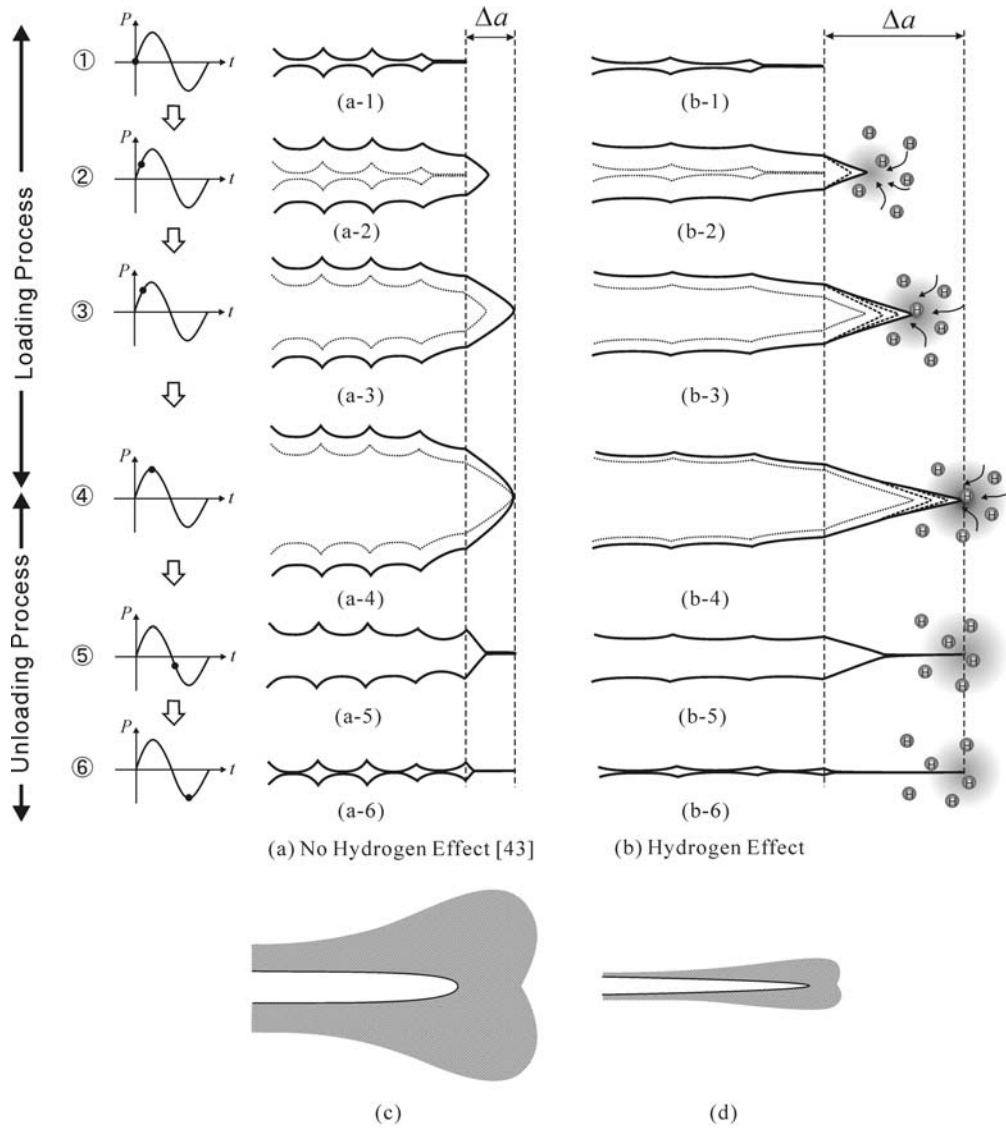 Δa
Δa
Loading Process
Unloading Process
① P t
(a-1)
(b-1)
② P t
H H H H H H
(a-2)
(b-2)
③ P t
H H H H H H
(a-3)
(b-3)
④ P t
H H H H H H
(a-4)
(b-4)
⑤ P t
H H H H H H
(a-5)
(b-5)
⑥ P t
H H H H H H
(a-6)
(b-6)
(a) No Hydrogen Effect [43]
(b) Hydrogen Effect
(c)
(d)